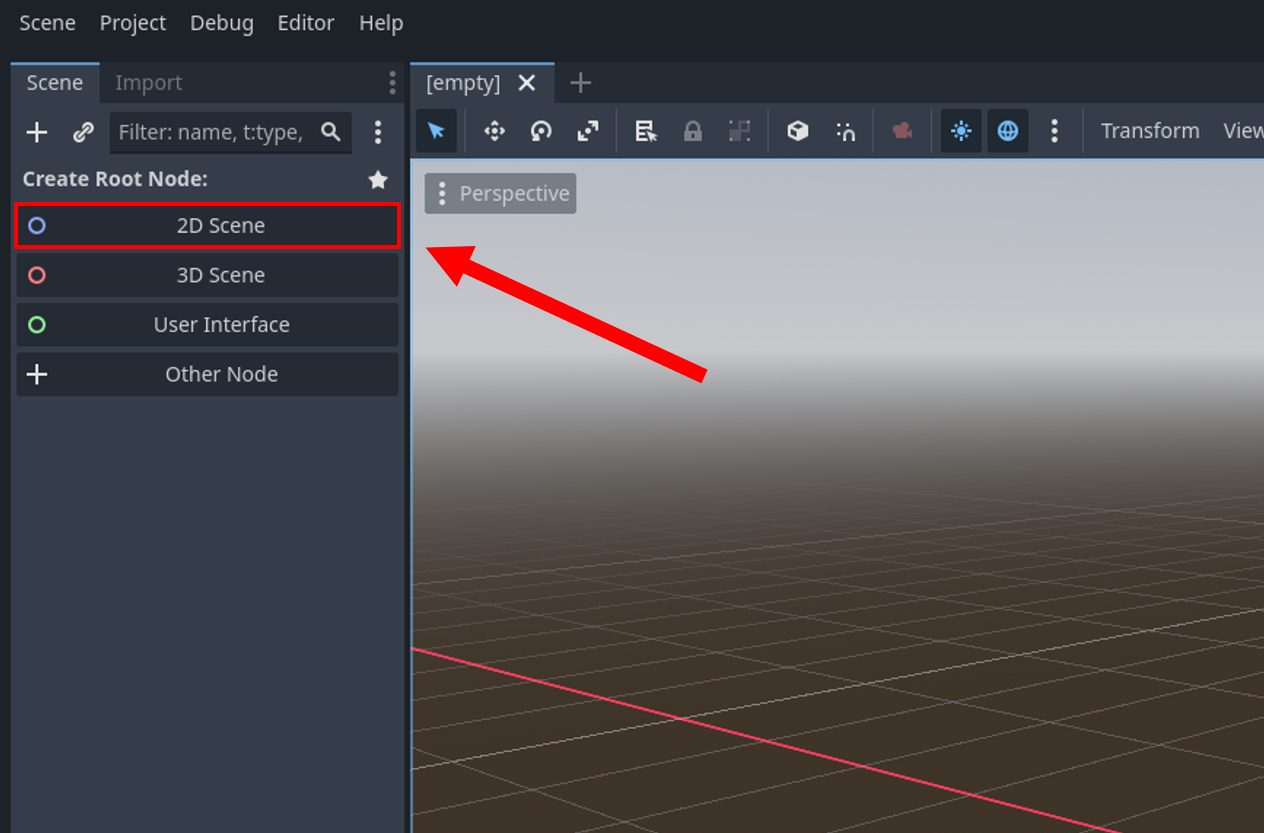 Scene Project Debug Editor Help
Scene Import
[empty]
Filter: name, t:type,
Transform View
Create Root Node:
Perspective
2D Scene
3D Scene
User Interface
Other Node